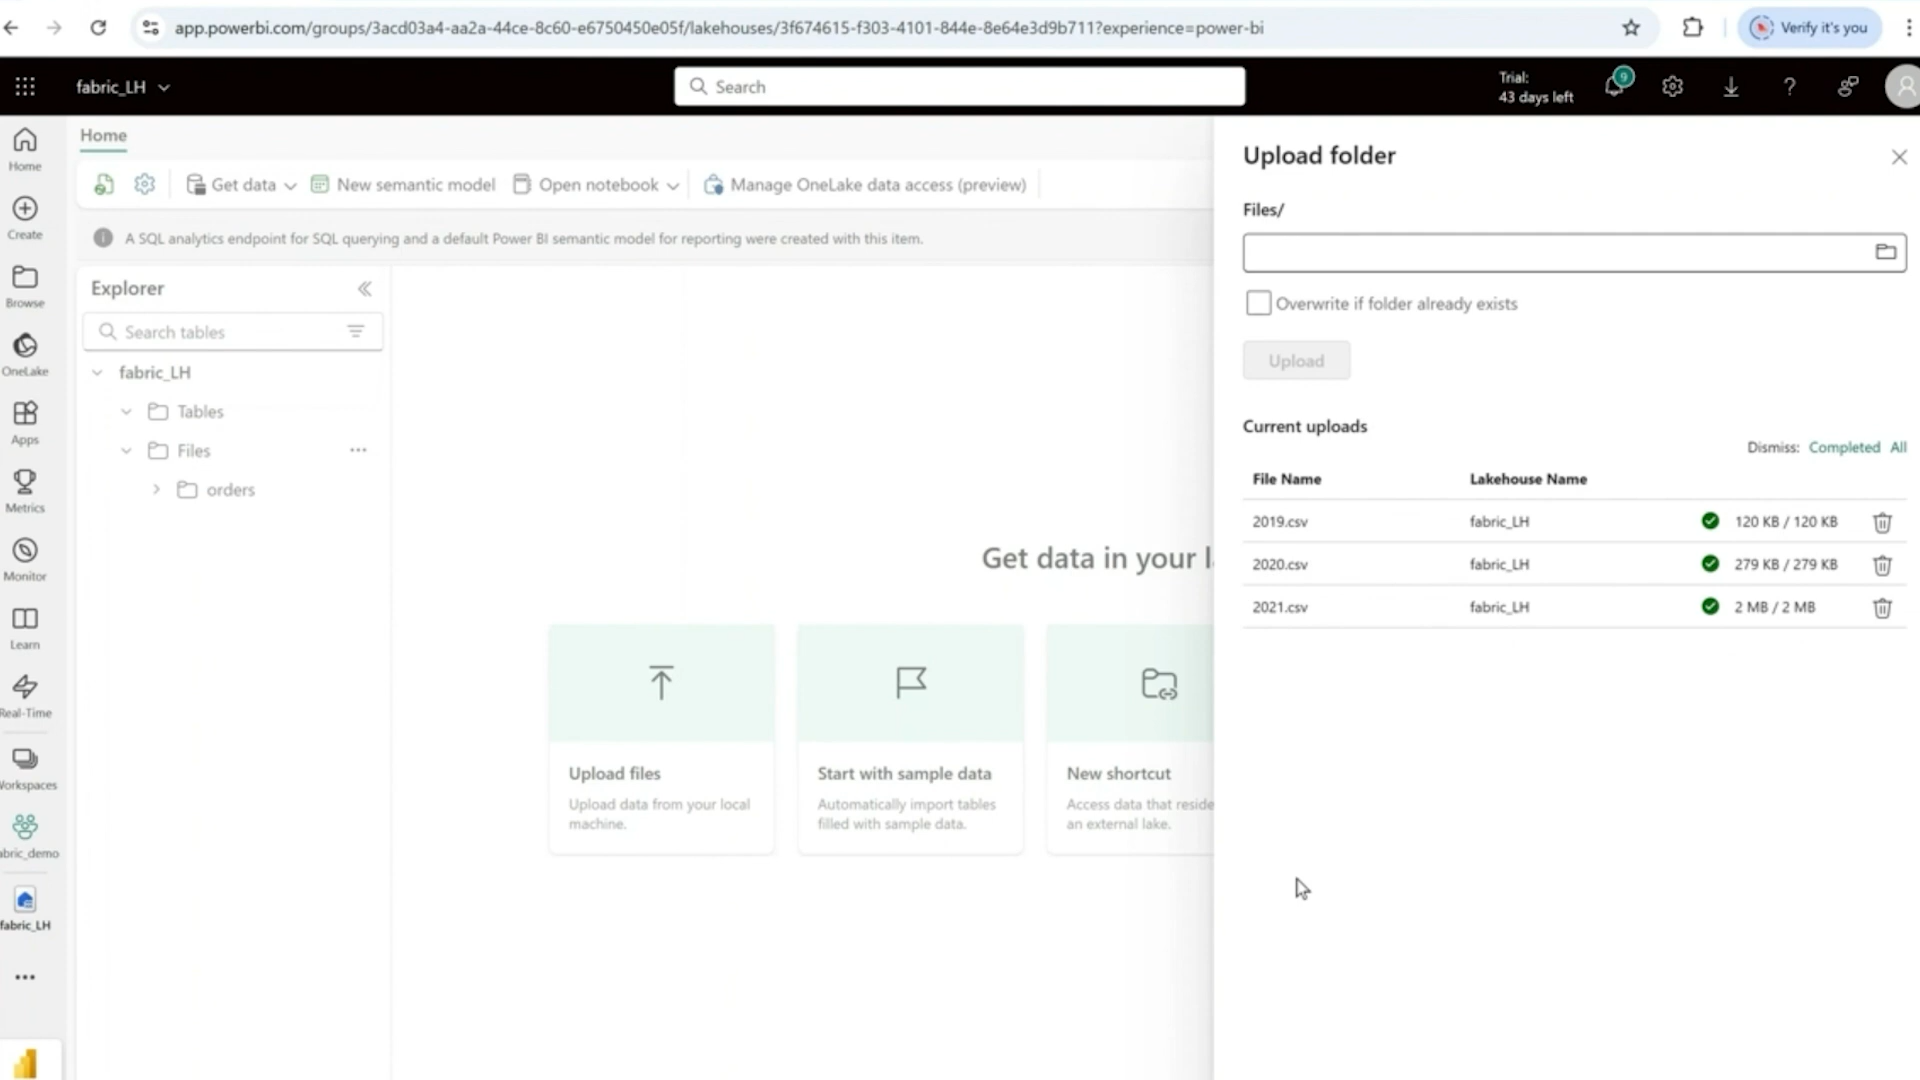 app.powerbi.com/groups/3acd03a4-aa2a-44ce-8c60-e6750450e05f/lakehouses/3f674615-f303-4101-844e-8e64e3d9b711?experience=power-bi
Verify it's you
fabric_LH
Search
Trial:
43 days left
9
Home
Create
Browse
OneLake
Apps
Metrics
Monitor
Learn
Real-Time
Workspaces
abric_demo
fabric_LH
Home
Get data
New semantic model
Open notebook
Manage OneLake data access (preview)
A SQL analytics endpoint for SQL querying and a default Power BI semantic model for reporting were created with this item.
Explorer
Search tables
fabric_LH
Tables
Files
orders
Get data in your l
Upload files
Upload data from your local
machine.
Start with sample data
Automatically import tables
filled with sample data.
New shortcut
Access data that reside
an external lake.
Upload folder
Files/
Overwrite if folder already exists
Upload
Current uploads
Dismiss: Completed All
File Name Lakehouse Name
2019.csv fabric_LH 120 KB / 120 KB
2020.csv fabric_LH 279 KB / 279 KB
2021.csv fabric_LH 2 MB / 2 MB